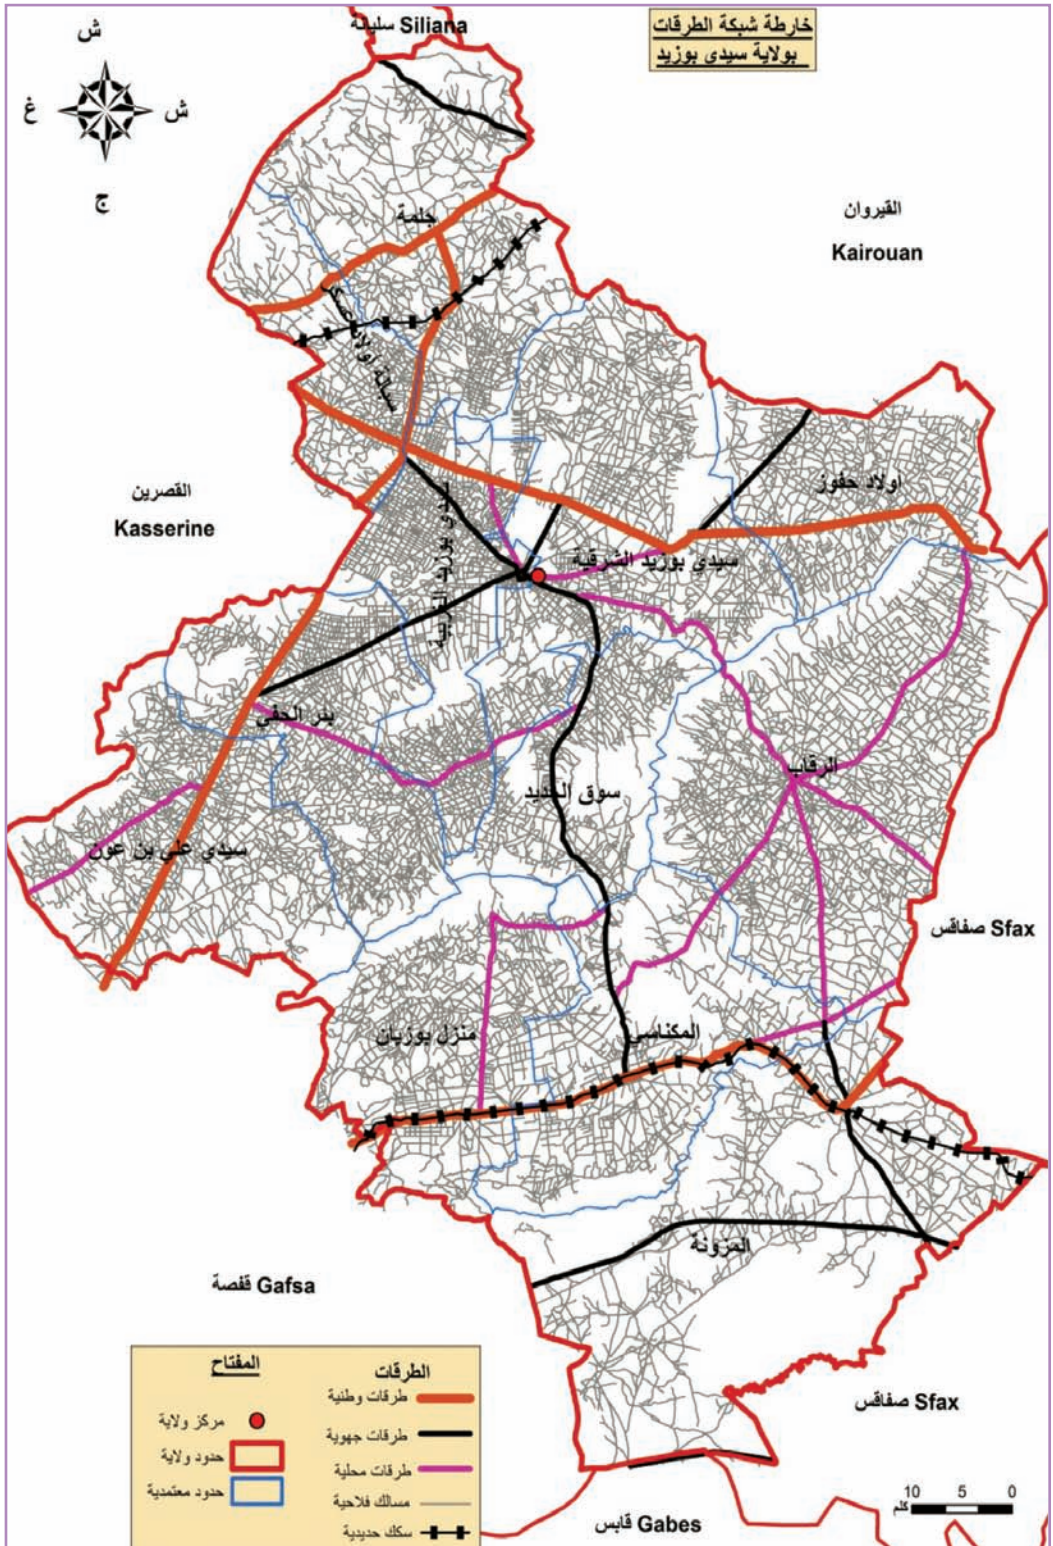 خارطة شبكة الطرقات
بولاية سيدي بوزيد
سليانة Siliana
ش
غ
ش
ج
القيروان
Kairouan
جلمة
سبالة اولاد عسكر
القصرين
Kasserine
اولاد حفوز
سيدي بوزيد الغربية
سيدي بوزيد الشرقية
بئر الحفي
الرقاب
سوق الجديد
سيدي علي بن عون
صفاقس Sfax
منزل بوزيان
المكناسي
المزونة
قفصة Gafsa
صفاقس Sfax
قابس Gabes
المفتاح
مركز ولاية
حدود ولاية
حدود معتمدية
الطرقات
طرقات وطنية
طرقات جهوية
طرقات محلية
مسالك فلاحية
سكك حديدية
10 5 0
كلم